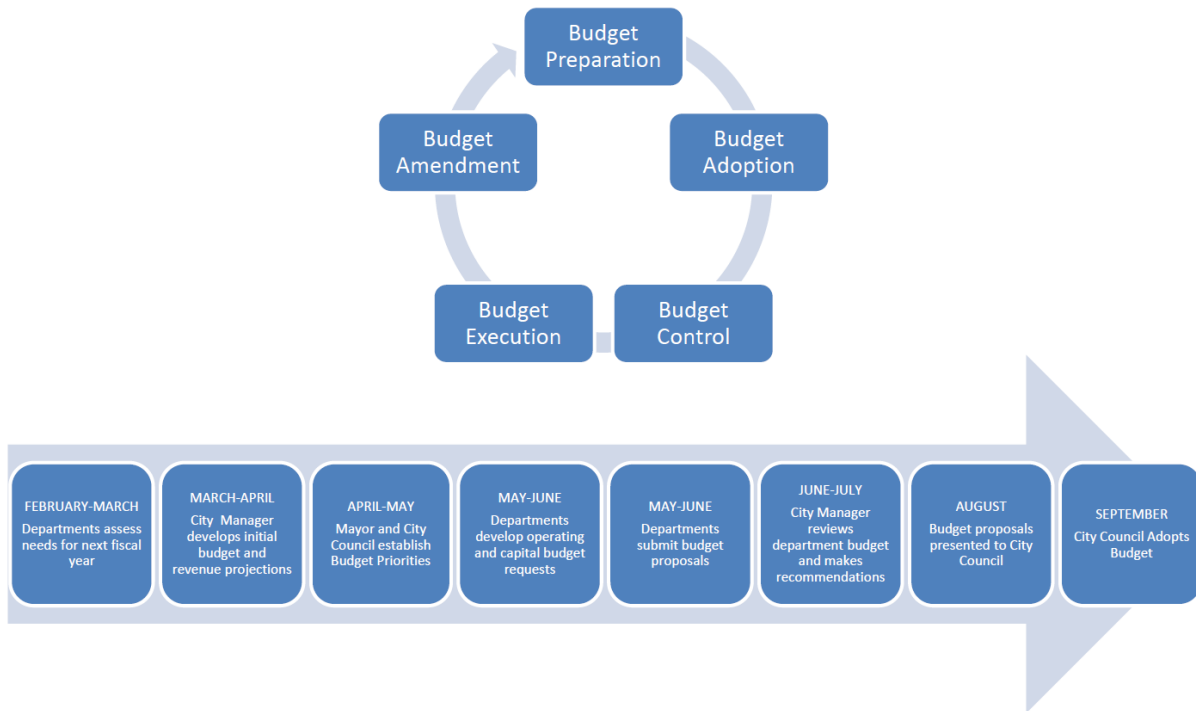 Budget
Preparation
Budget
Amendment
Budget
Adoption
Budget
Execution
Budget
Control
FEBRUARY-MARCH
Departments assess
needs for next fiscal
year
MARCH-APRIL
City Manager
develops initial
budget and
revenue projections
APRIL-MAY
Mayor and City
Council establish
Budget Priorities
MAY-JUNE
Departments
develop operating
and capital budget
requests
MAY-JUNE
Departments
submit budget
proposals
JUNE-JULY
City Manager
reviews
department budget
and makes
recommendations
AUGUST
Budget proposals
presented to City
Council
SEPTEMBER
City Council Adopts
Budget